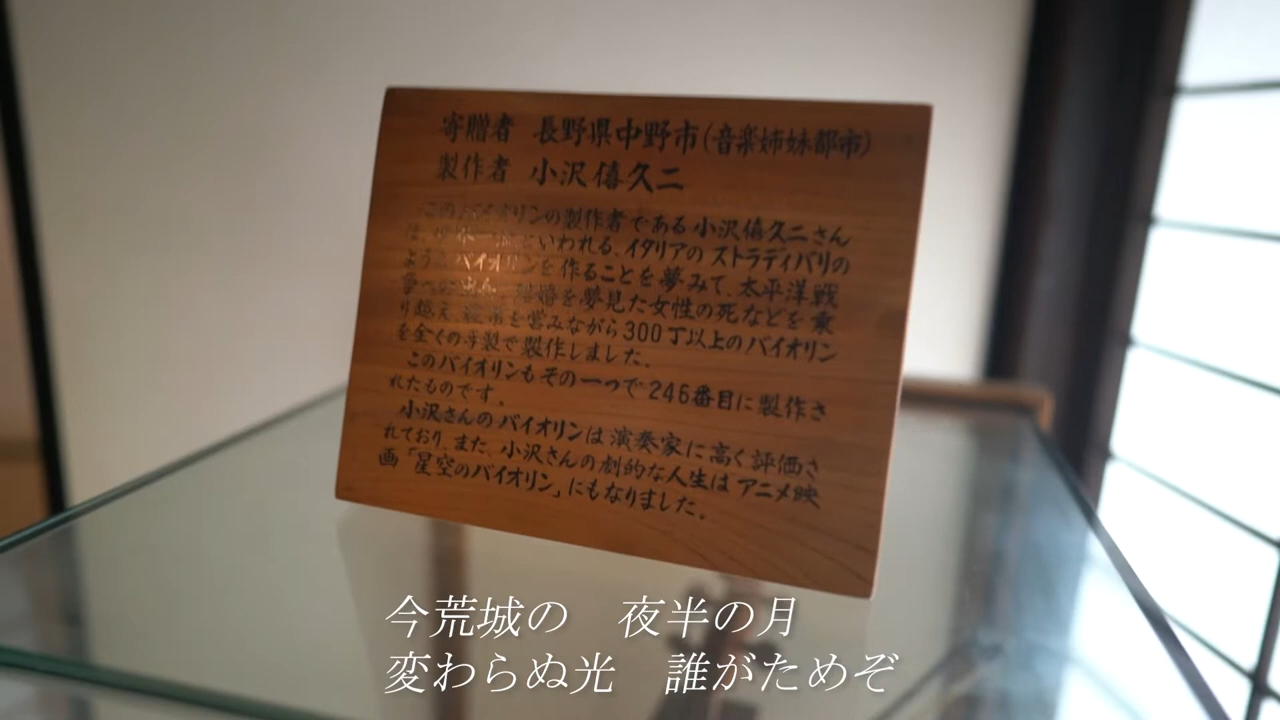 寄贈者 長野県中野市(音楽姉妹都市)
製作者 小沢僖久二
このバイオリンの製作者である小沢僖久二さん
といわれる、イタリアのストラディバリの
ようなバイオリンを作ることを夢みて、太平洋戦
争への 結婚を夢見た女性の死などを乗
り越え、 を営みながら300丁以上のバイオリン
を全くの手製で製作しました。
このバイオリンもその一つで246番目に製作さ
れたものです。
小沢さんのバイオリンは演奏家に高く評価さ
れており、また、小沢さんの劇的な人生はアニメ映
画「星空のバイオリン」にもなりました。
今荒城の 夜半の月
変わらぬ光 誰がためぞ